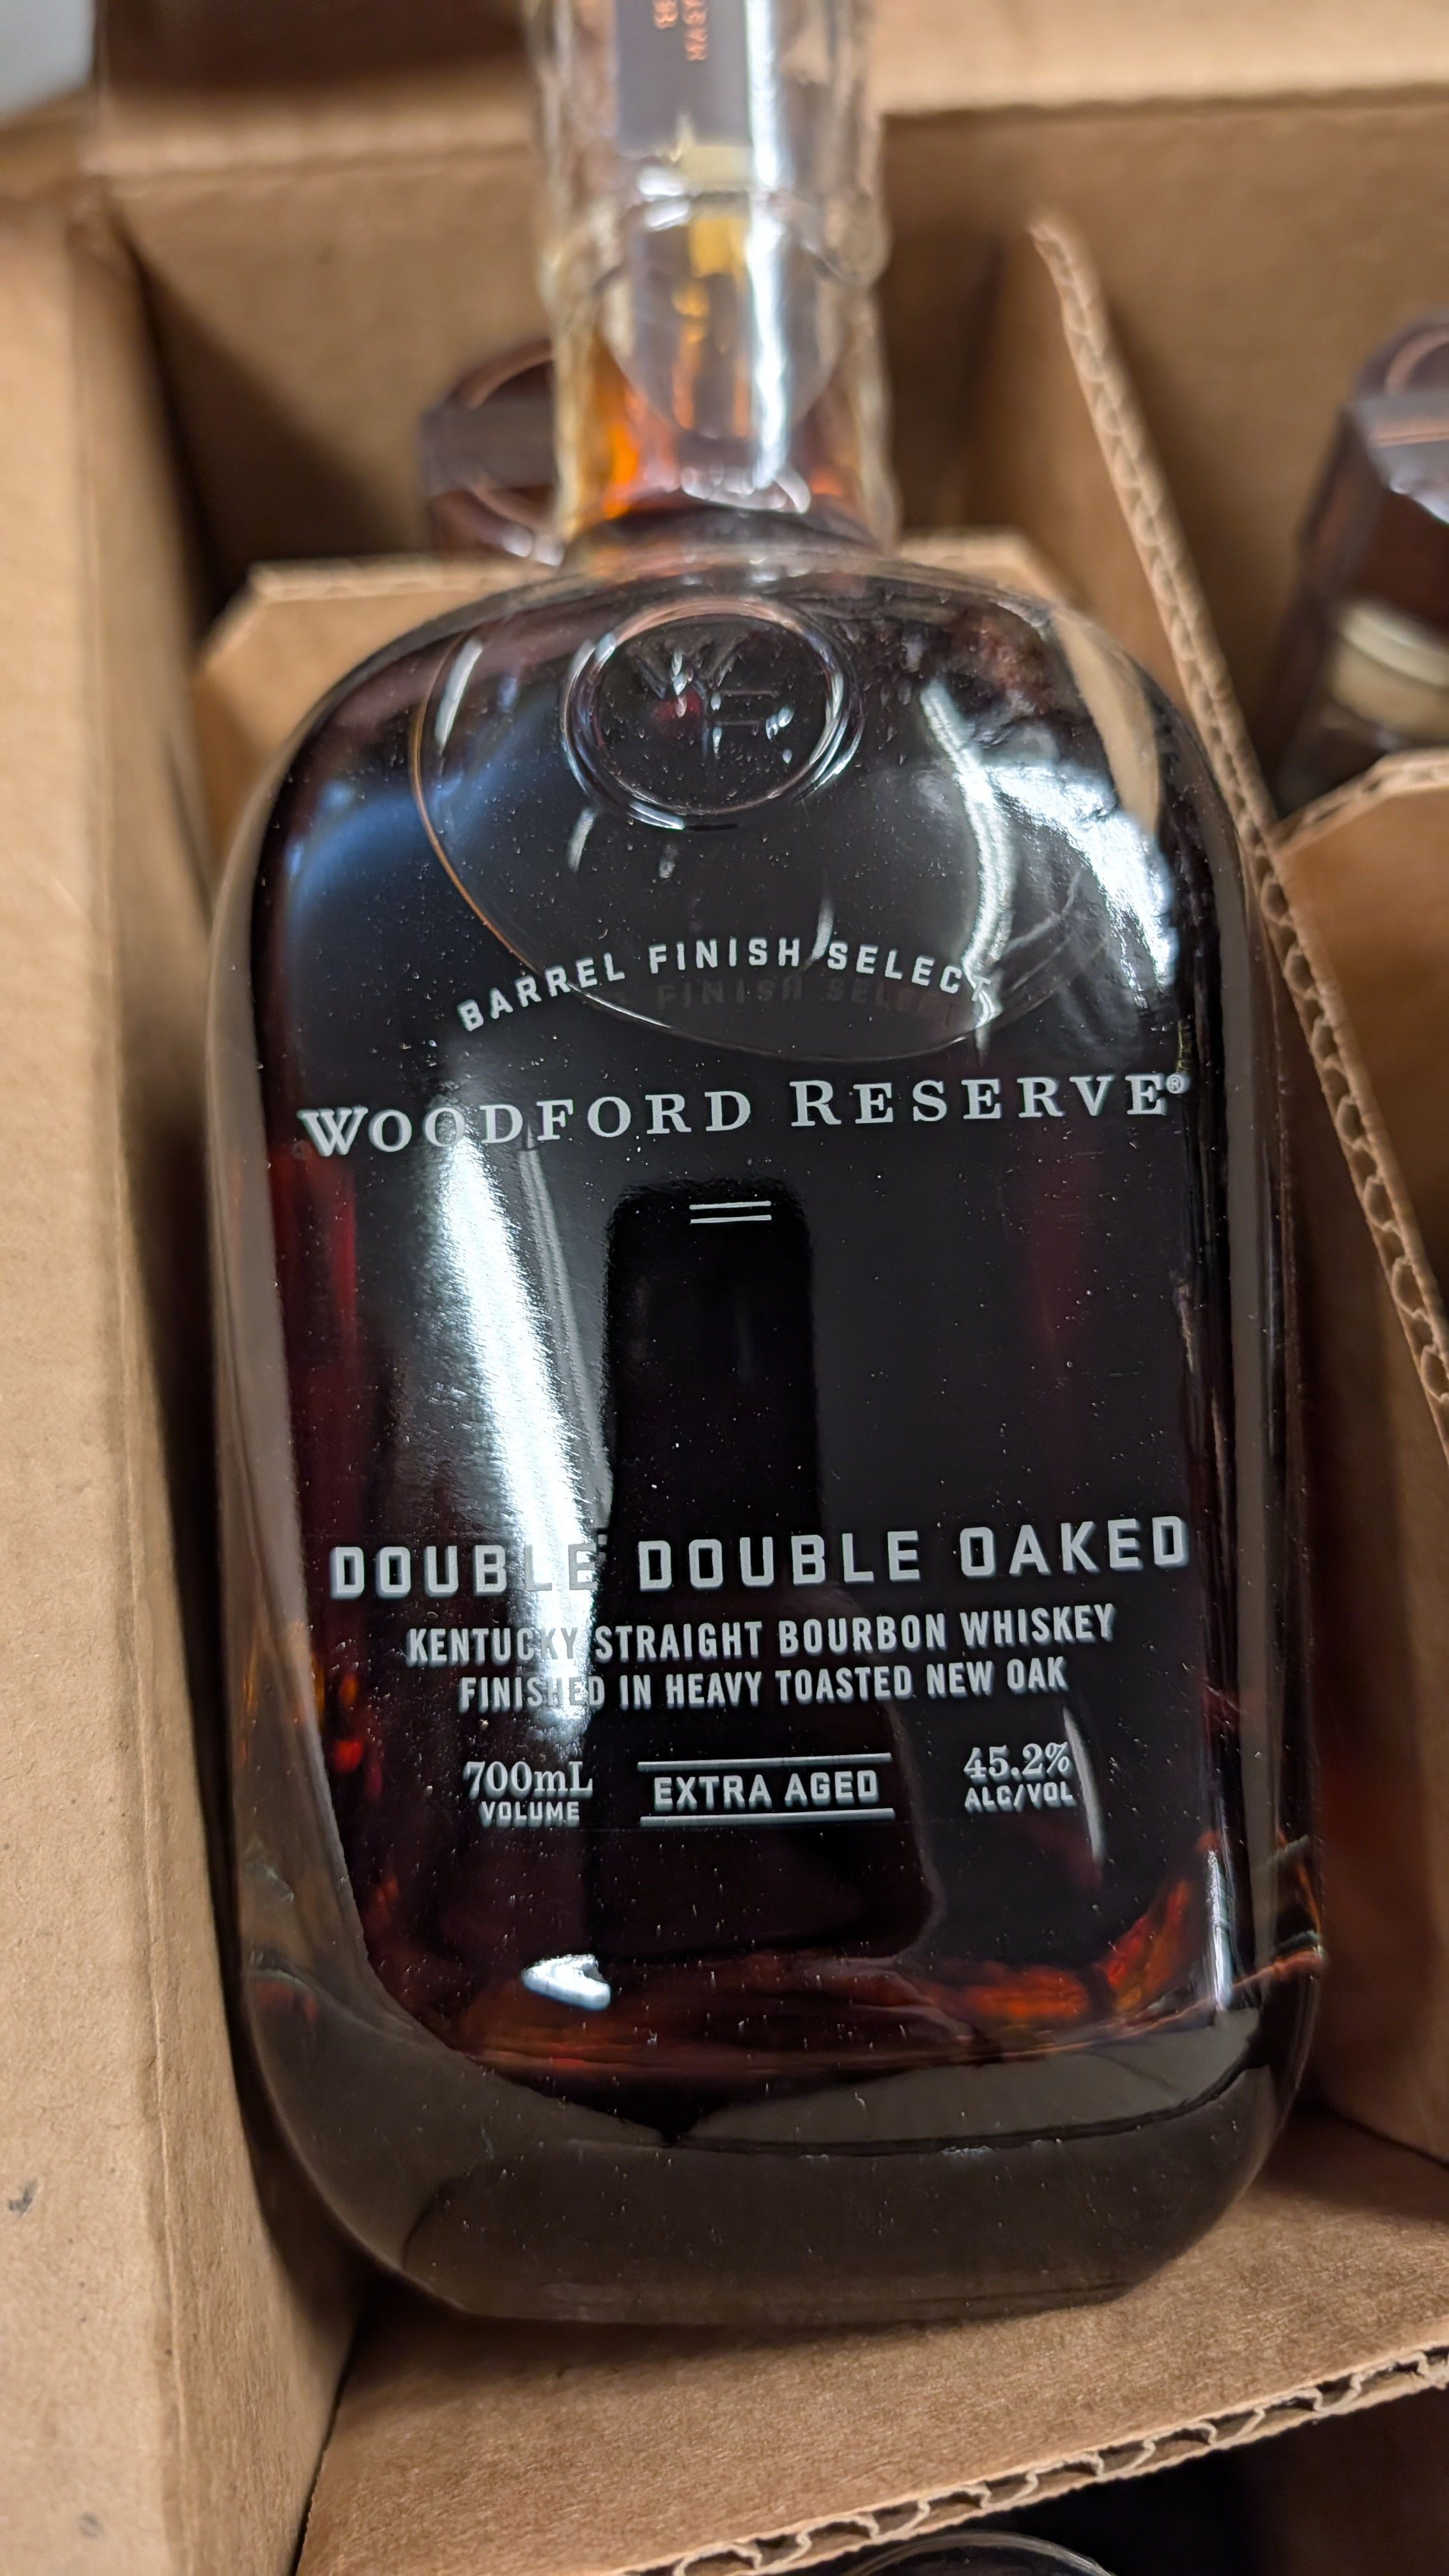 BARREL FINISH SELECT
WOODFORD RESERVE®
DOUBLE DOUBLE OAKED
KENTUCKY STRAIGHT BOURBON WHISKEY
FINISHED IN HEAVY TOASTED NEW OAK
700mL
VOLUME
EXTRA AGED
45.2%
ALC/VOL